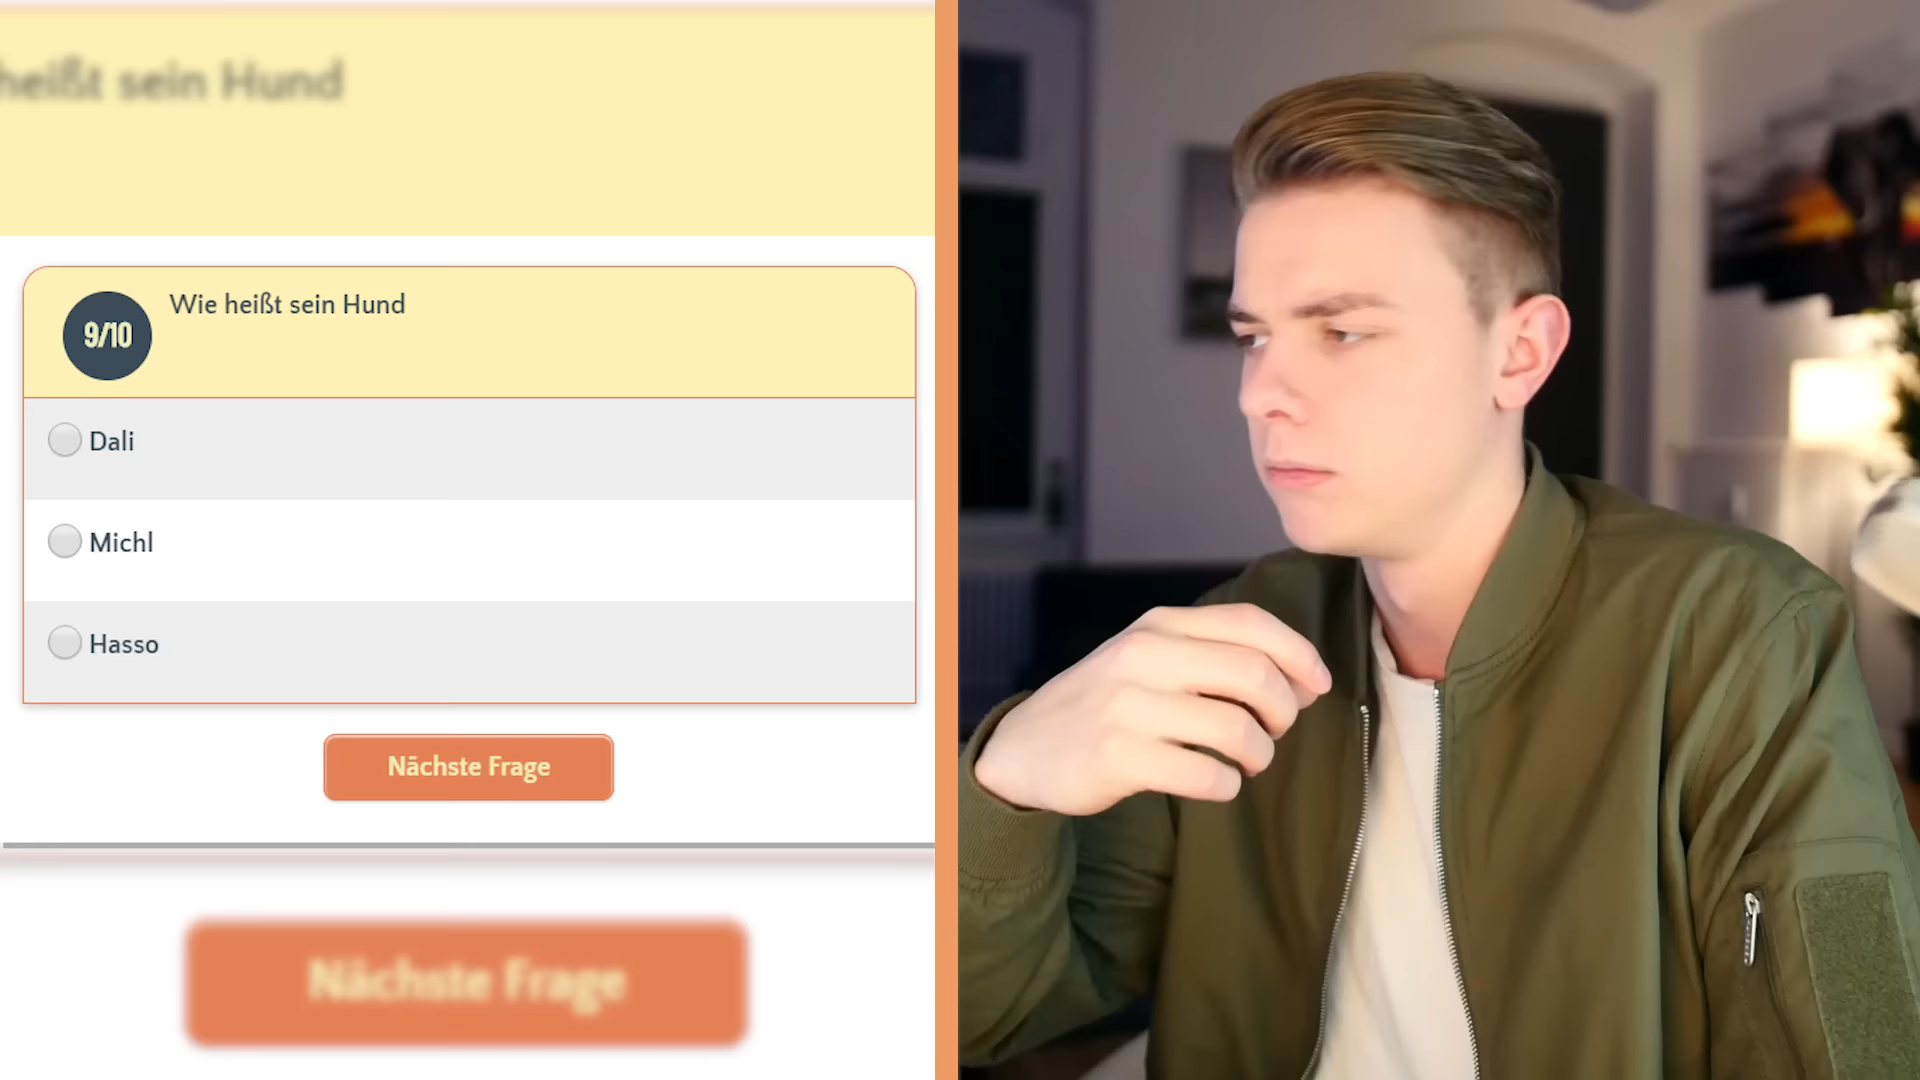 heißt sein Hund
9/10
Wie heißt sein Hund
Dali
Michl
Hasso
Nächste Frage
Nächste Frage